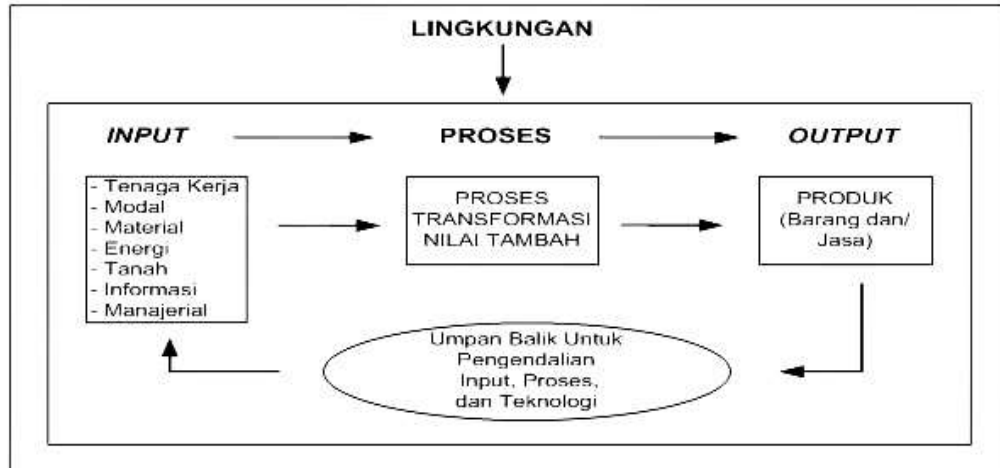 LINGKUNGAN
INPUT
PROSES
OUTPUT
- Tenaga Kerja
- Modal
- Material
- Energi
- Tanah
- Informasi
- Manajerial
PROSES
TRANSFORMASI
NILAI TAMBAH
PRODUK
(Barang dan/
Jasa)
Umpan Balik Untuk
Pengendalian
Input, Proses,
dan Teknologi